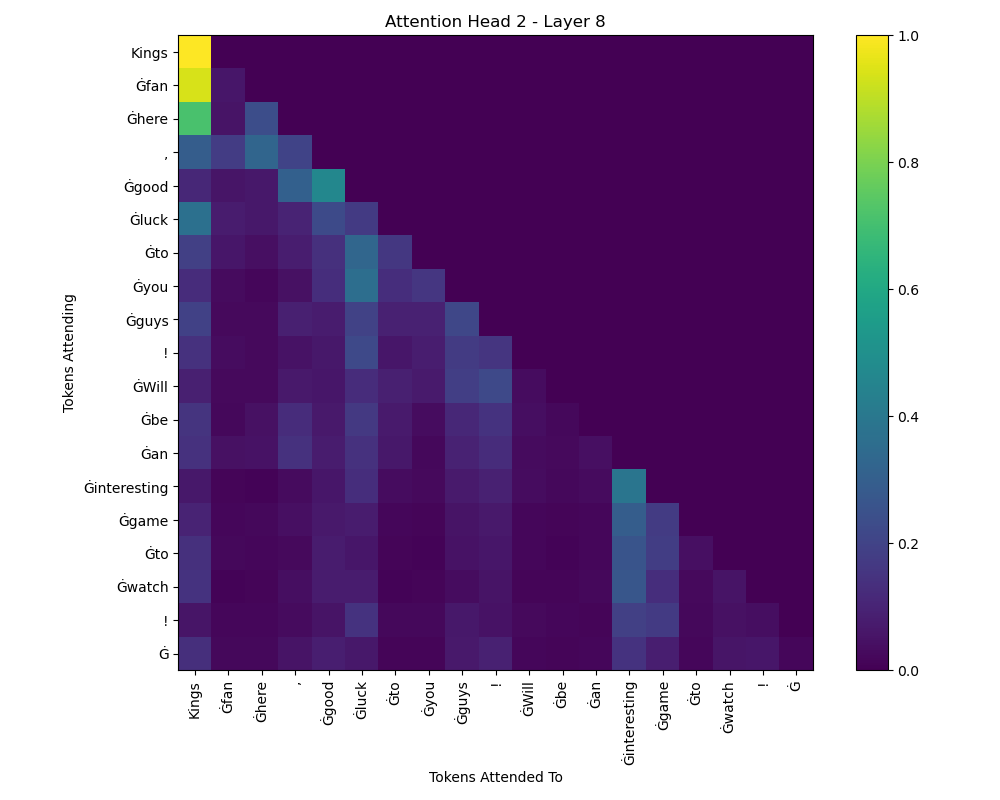 Attention Head 2 - Layer 8
Tokens Attending
Kings
Ġfan
Ġhere
,
Ġgood
Ġluck
Ġto
Ġyou
Ġguys
!
ĠWill
Ġbe
Ġan
Ġinteresting
Ġgame
Ġto
Ġwatch
!
Ġ
Kings
Ġfan
Ġhere
,
Ġgood
Ġluck
Ġto
Ġyou
Ġguys
!
ĠWill
Ġbe
Ġan
Ġinteresting
Ġgame
Ġto
Ġwatch
!
Ġ
Tokens Attended To
1.0
0.8
0.6
0.4
0.2
0.0